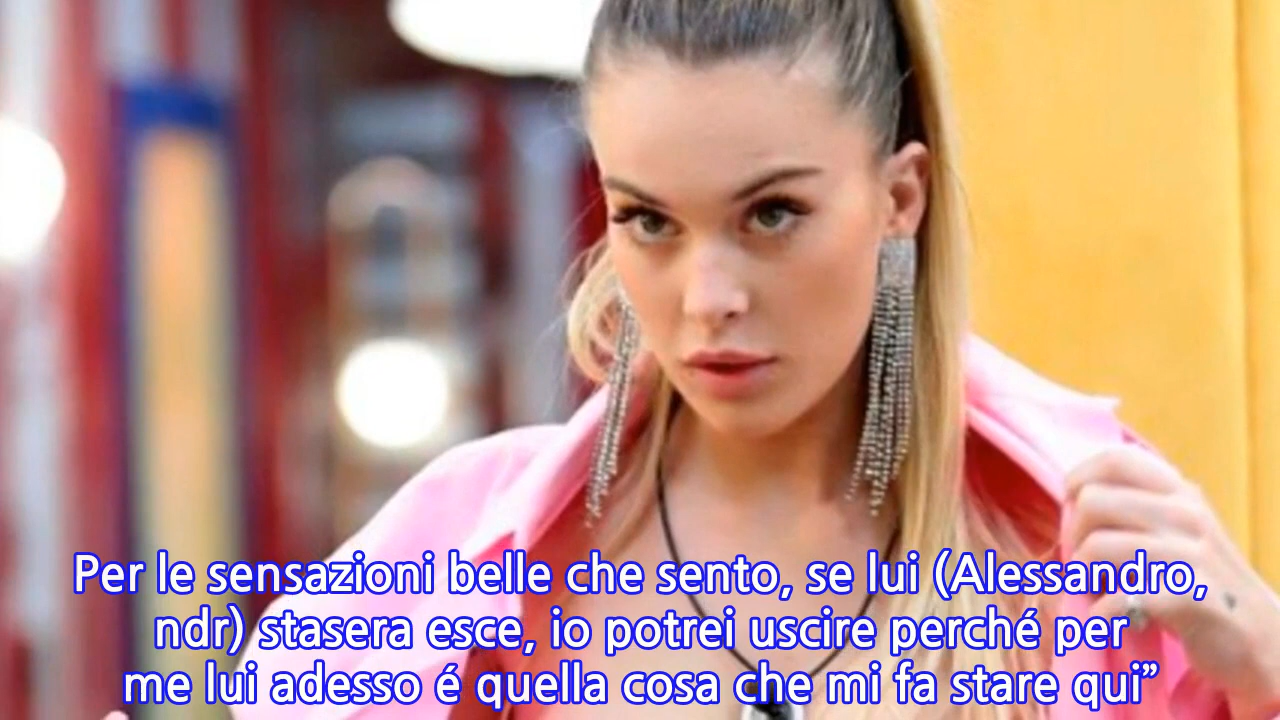 Per le sensazioni belle che sento, se lui (Alessandro,
ndr) stasera esce, io potrei uscire perché per
me lui adesso é quella cosa che mi fa stare qui”